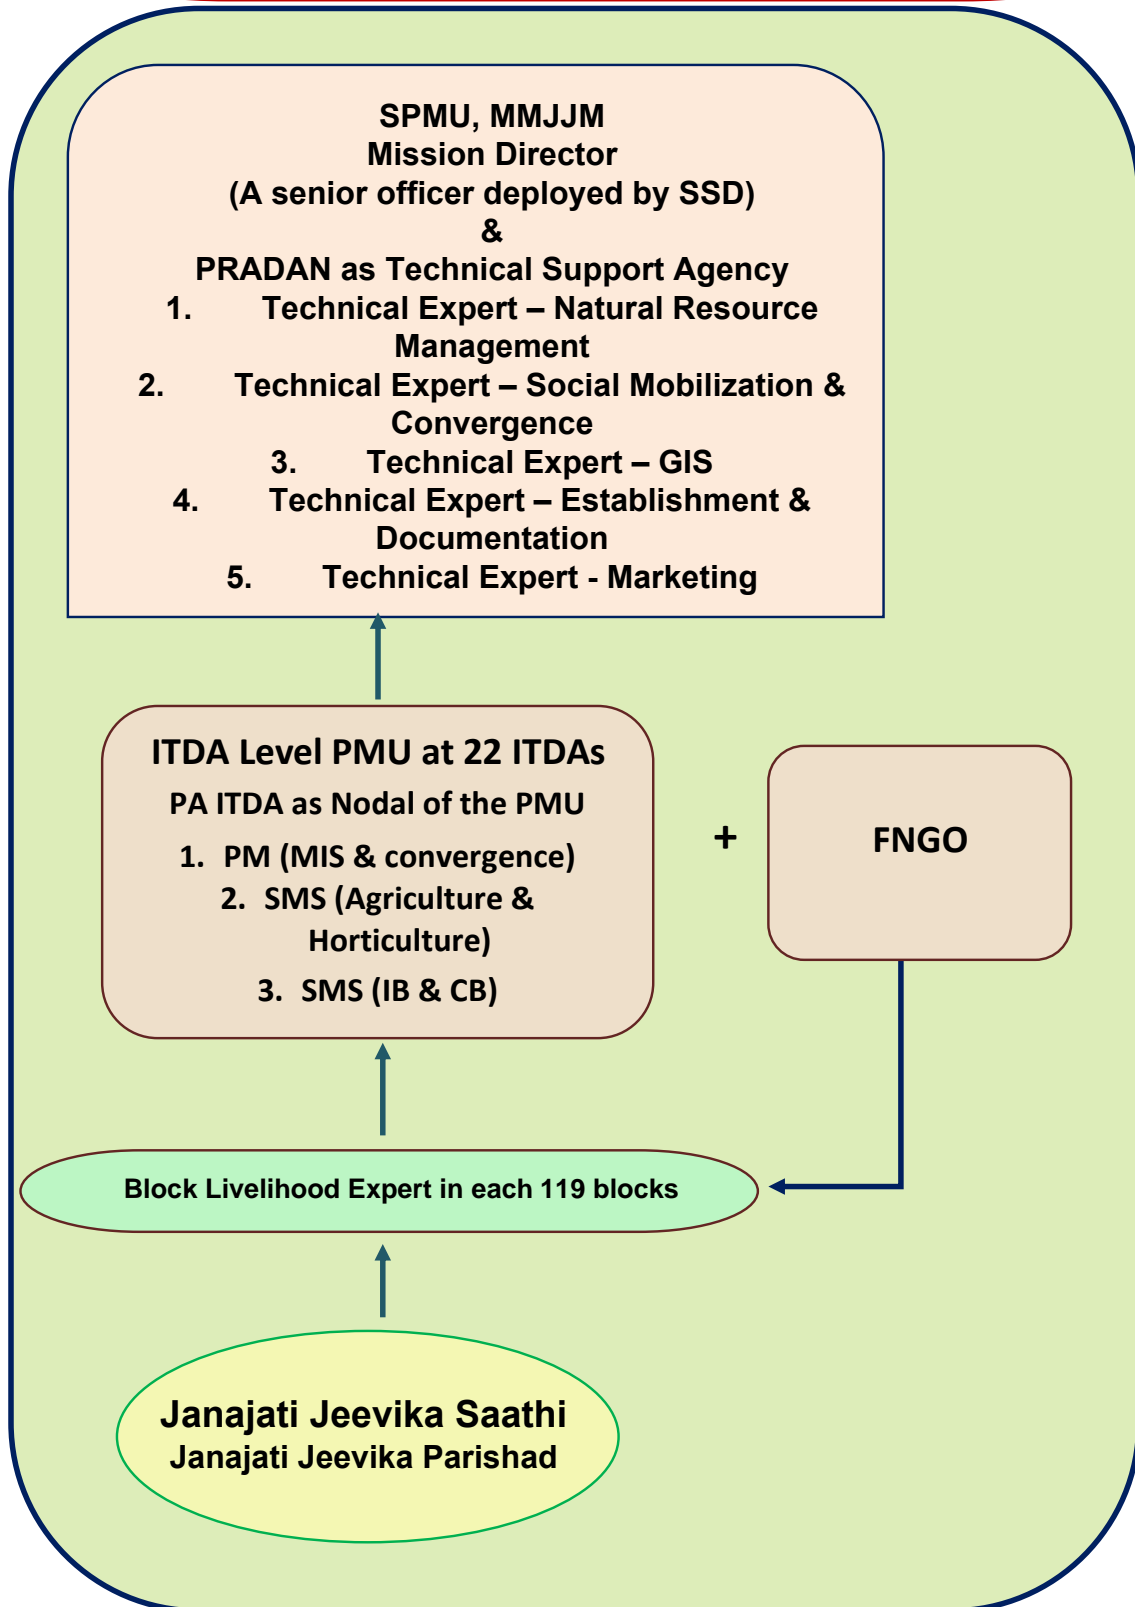 SPMU, MMJJM
Mission Director
(A senior officer deployed by SSD)
&
PRADAN as Technical Support Agency
1. Technical Expert – Natural Resource
Management
2. Technical Expert – Social Mobilization &
Convergence
3. Technical Expert – GIS
4. Technical Expert – Establishment &
Documentation
5. Technical Expert - Marketing
ITDA Level PMU at 22 ITDAs
PA ITDA as Nodal of the PMU
1. PM (MIS & convergence)
2. SMS (Agriculture &
Horticulture)
3. SMS (IB & CB)
+
FNGO
Block Livelihood Expert in each 119 blocks
Janajati Jeevika Saathi
Janajati Jeevika Parishad